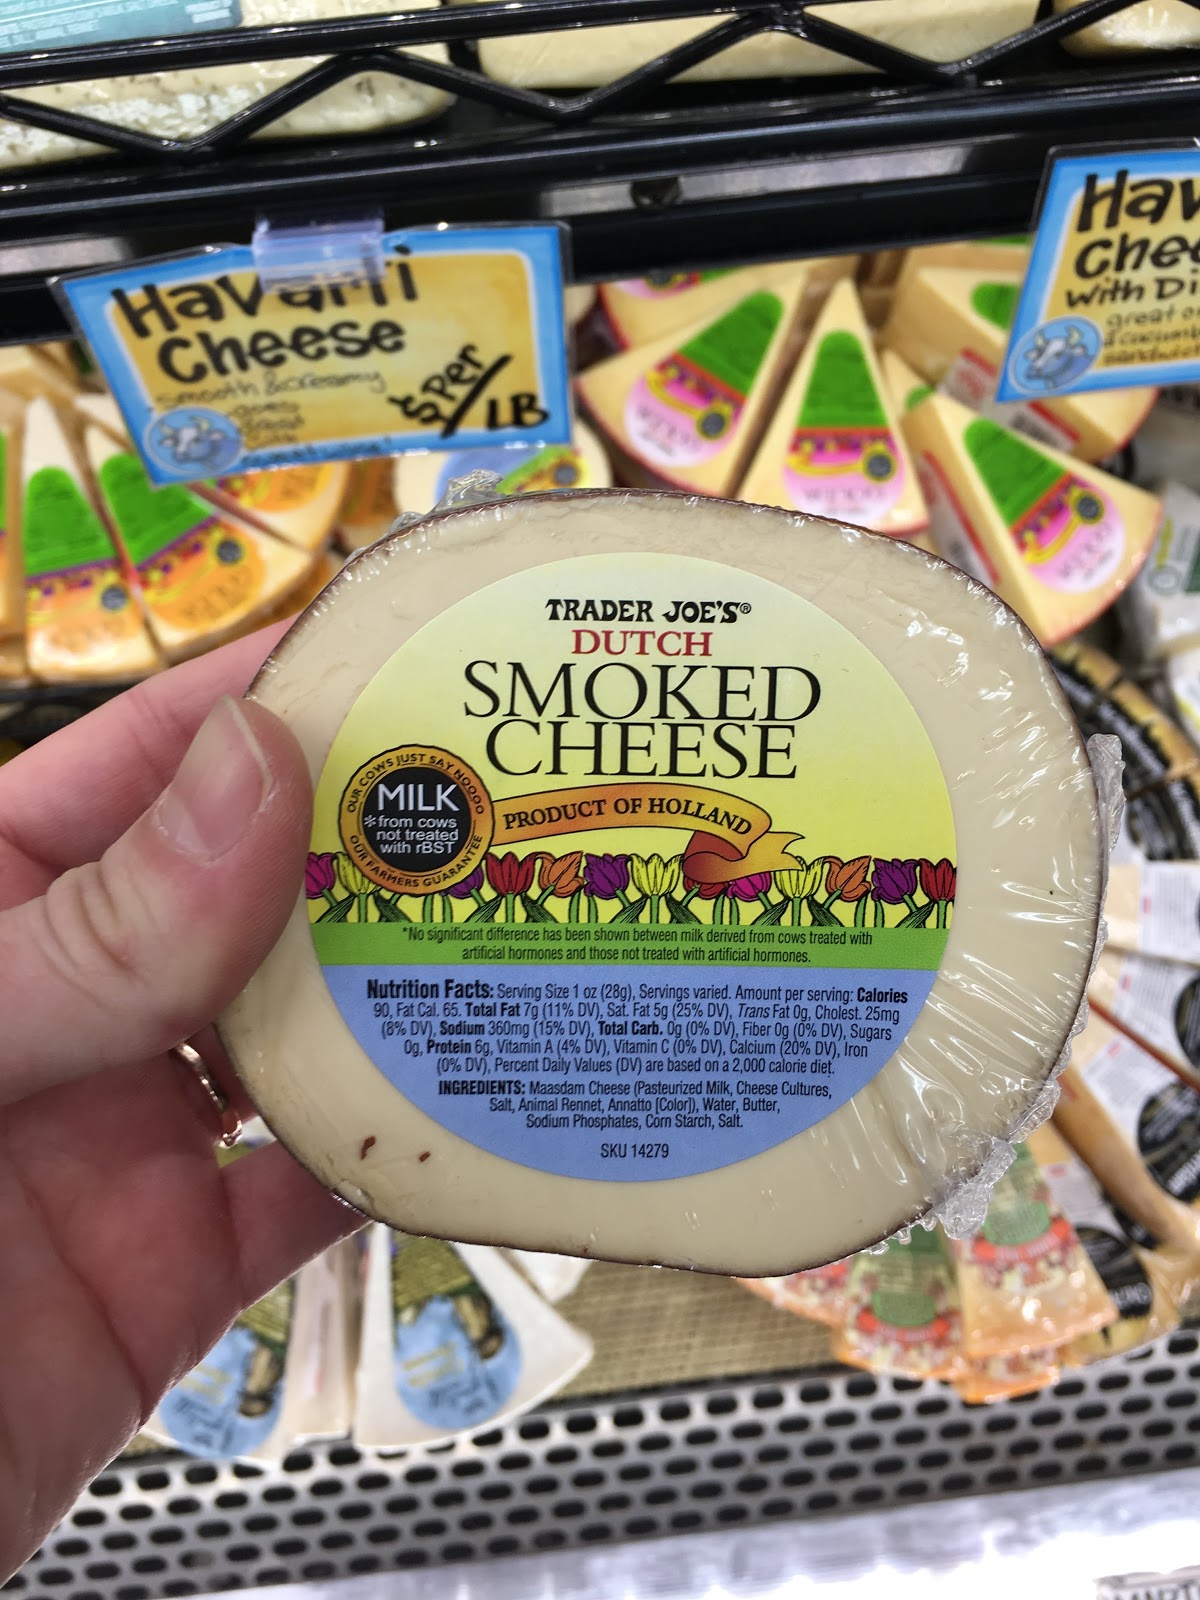 Havarti
Cheese
smooth & creamy
$ Per/LB
Hav
Chee
with Di
great o
& cucum
sandwi
TRADER JOE'S®
DUTCH
SMOKED
CHEESE
PRODUCT OF HOLLAND
OUR COWS JUST SAY NOOOO
MILK
*from cows
not treated
with rBST
OUR FARMERS GUARANTEE
*No significant difference has been shown between milk derived from cows treated with
artificial hormones and those not treated with artificial hormones.
Nutrition Facts: Serving Size 1 oz (28g), Servings varied. Amount per serving: Calories
90, Fat Cal. 65. Total Fat 7g (11% DV), Sat. Fat 5g (25% DV), Trans Fat 0g, Cholest. 25mg
(8% DV), Sodium 360mg (15% DV), Total Carb. 0g (0% DV), Fiber 0g (0% DV), Sugars
0g, Protein 6g, Vitamin A (4% DV), Vitamin C (0% DV), Calcium (20% DV), Iron
(0% DV), Percent Daily Values (DV) are based on a 2,000 calorie diet.
INGREDIENTS: Maasdam Cheese (Pasteurized Milk, Cheese Cultures,
Salt, Animal Rennet, Annatto [Color]), Water, Butter,
Sodium Phosphates, Corn Starch, Salt.
SKU 14279